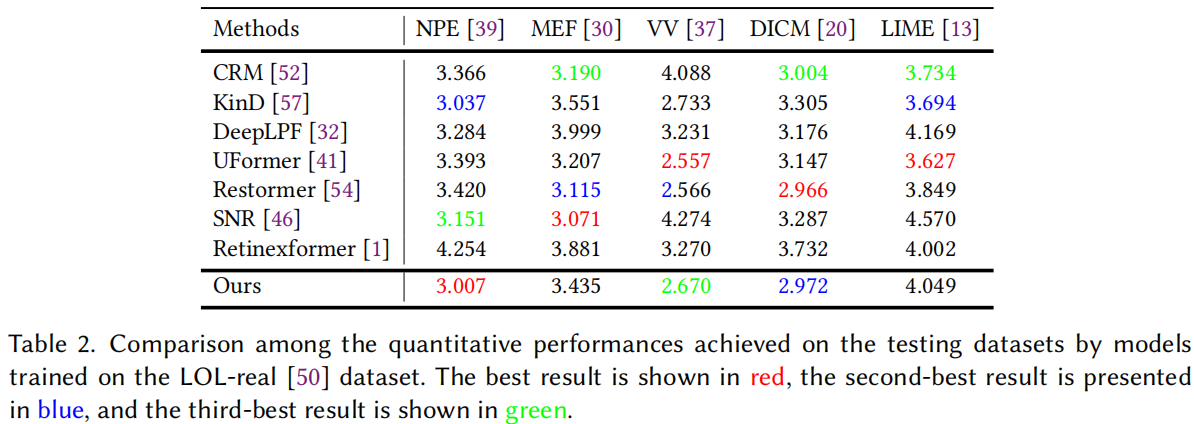 Methods NPE [39] MEF [30] VV [37] DICM [20] LIME [13]
CRM [52] 3.366 3.190 4.088 3.004 3.734
KinD [57] 3.037 3.551 2.733 3.305 3.694
DeepLPF [32] 3.284 3.999 3.231 3.176 4.169
UFormer [41] 3.393 3.207 2.557 3.147 3.627
Restormer [54] 3.420 3.115 2.566 2.966 3.849
SNR [46] 3.151 3.071 4.274 3.287 4.570
Retinexformer [1] 4.254 3.881 3.270 3.732 4.002
Ours 3.007 3.435 2.670 2.972 4.049
Table 2. Comparison among the quantitative performances achieved on the testing datasets by models
trained on the LOL-real [50] dataset. The best result is shown in red, the second-best result is presented
in blue, and the third-best result is shown in green.